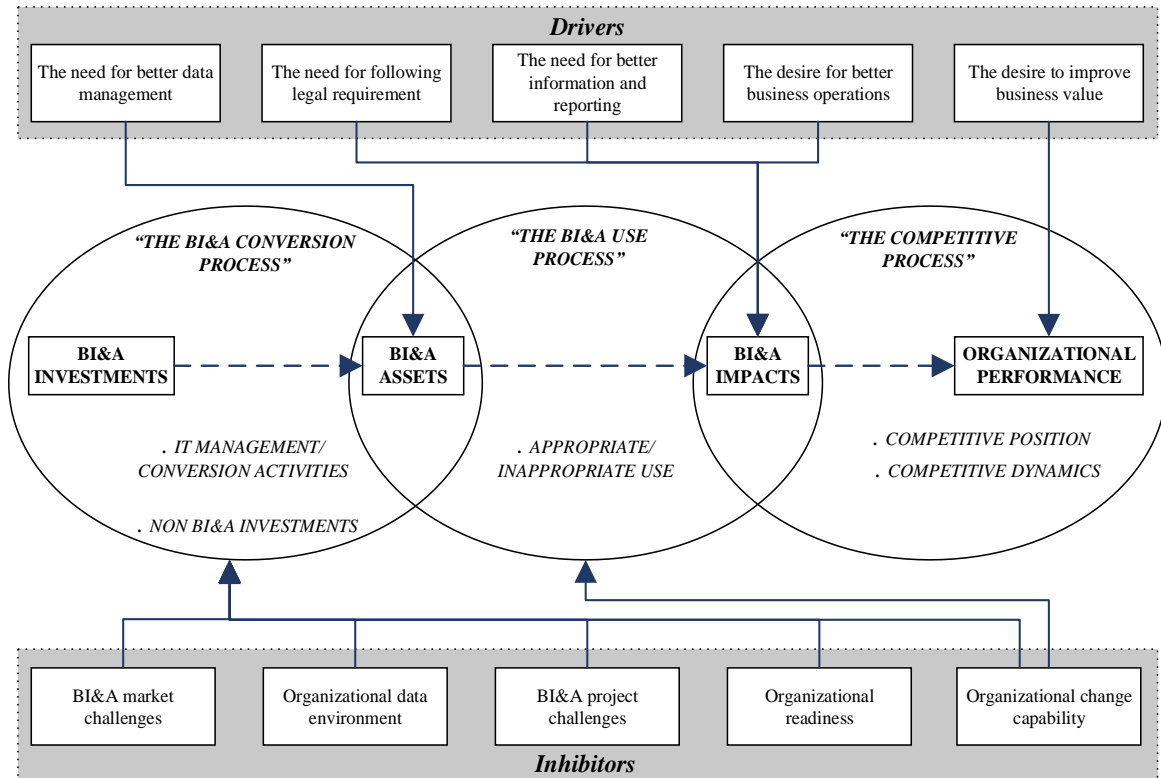 Drivers
The need for better data
management
The need for following
legal requirement
The need for better
information and
reporting
The desire for better
business operations
The desire to improve
business value
“THE BI&A CONVERSION
PROCESS”
“THE BI&A USE
PROCESS”
“THE COMPETITIVE
PROCESS”
BI&A
INVESTMENTS
BI&A
ASSETS
BI&A
IMPACTS
ORGANIZATIONAL
PERFORMANCE
. IT MANAGEMENT/
CONVERSION ACTIVITIES
. NON BI&A INVESTMENTS
. APPROPRIATE/
INAPPROPRIATE USE
. COMPETITIVE POSITION
. COMPETITIVE DYNAMICS
BI&A market
challenges
Organizational data
environment
BI&A project
challenges
Organizational
readiness
Organizational change
capability
Inhibitors